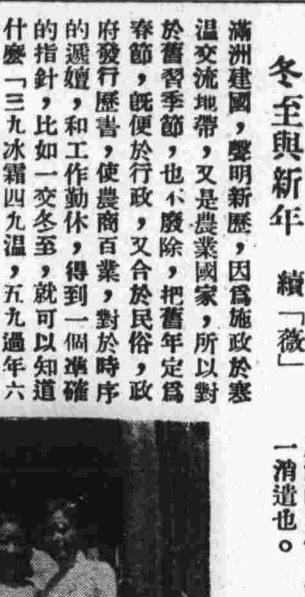 冬至與新年 續「薇」
滿洲建國，聲明新歷，因爲施政於寒
温交流地帶，又是農業國家，所以對
於舊習季節，也不廢除，把舊年定爲
春節，旣便於行政，又合於民俗，政
府發行歷書，使農商百業，對於時序
的遞嬗，和工作勤休，得到一個準確
的指針，比如一交冬至，就可以知道
什麼「三九冰霜四九温，五九過年六
一消遣也。